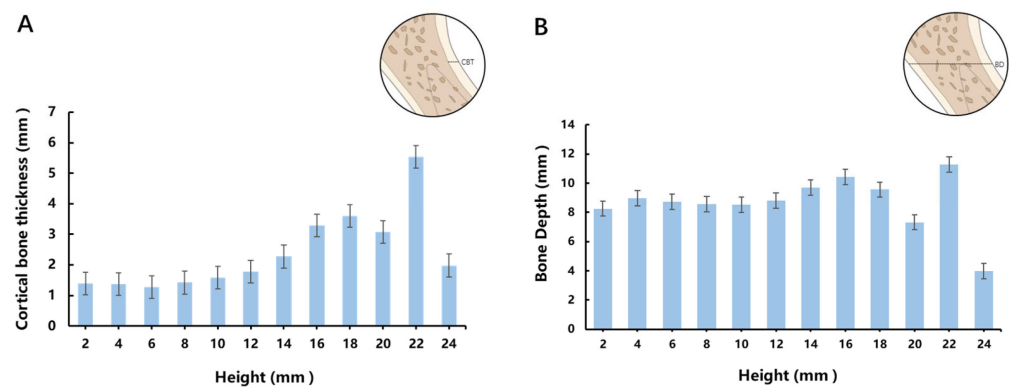 A
CBT
Cortical bone thickness (mm )
7
6
5
4
3
2
1
0
2 4 6 8 10 12 14 16 18 20 22 24
Height (mm )
B
BD
Bone Depth (mm )
14
12
10
8
6
4
2
0
2 4 6 8 10 12 14 16 18 20 22 24
Height (mm )